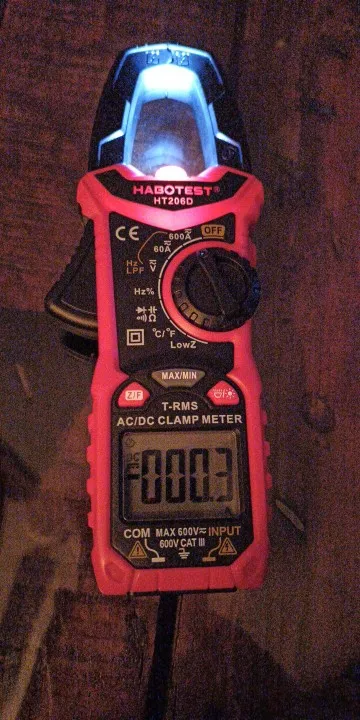 HABOTEST®
HT206D
CE
OFF
600A
60A
Hz
LPF
V
Hz%
Ω
°C/°F
LowZ
MAX/MIN
Z/F
T-RMS
AC/DC CLAMP METER
DC
-000.3
A
COM MAX 600V≂ INPUT
600V CAT III